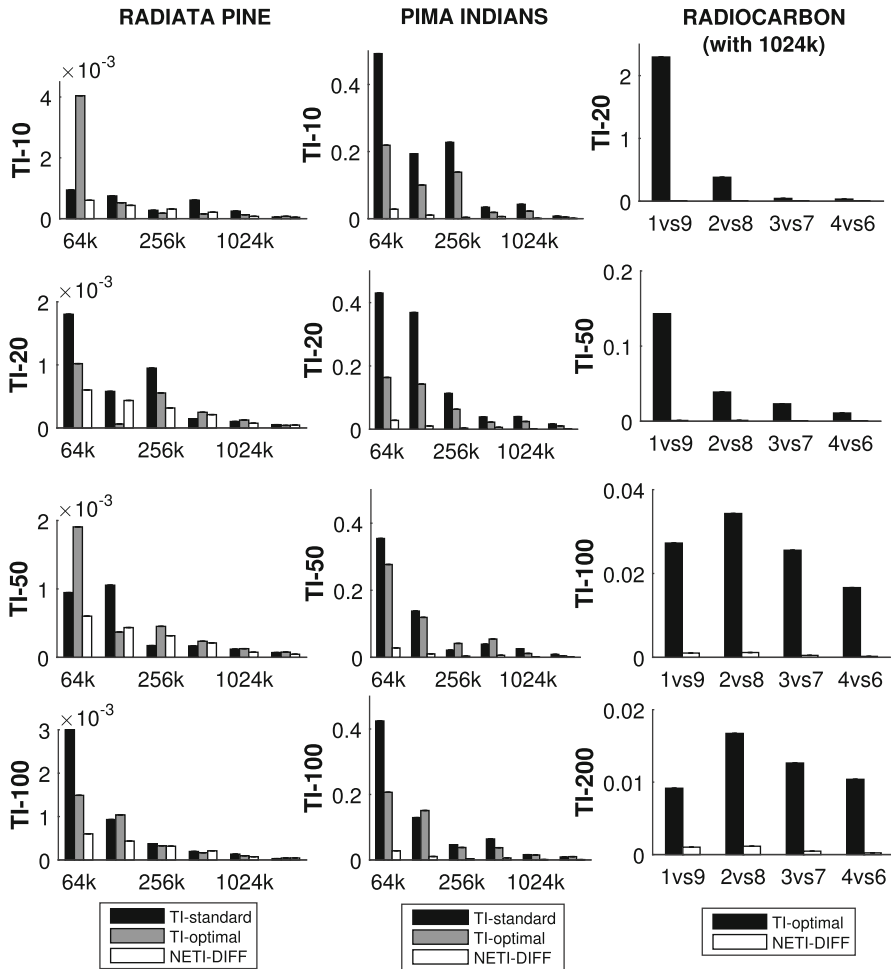 RADIATA PINE
PIMA INDIANS
RADIOCARBON
(with 1024k)
×10-3
TI-10
4
2
0
64k 256k 1024k
TI-10
0.4
0.2
0
64k 256k 1024k
TI-20
2
1
0
1vs9 2vs8 3vs7 4vs6
×10-3
TI-20
2
1
0
64k 256k 1024k
TI-20
0.4
0.2
0
64k 256k 1024k
TI-50
0.2
0.1
0
1vs9 2vs8 3vs7 4vs6
×10-3
TI-50
2
1
0
64k 256k 1024k
TI-50
0.4
0.2
0
64k 256k 1024k
TI-100
0.04
0.02
0
1vs9 2vs8 3vs7 4vs6
×10-3
TI-100
3
2
1
0
64k 256k 1024k
TI-100
0.4
0.2
0
64k 256k 1024k
TI-200
0.02
0.01
0
1vs9 2vs8 3vs7 4vs6
TI-standard
TI-optimal
NETI-DIFF
TI-standard
TI-optimal
NETI-DIFF
TI-optimal
NETI-DIFF